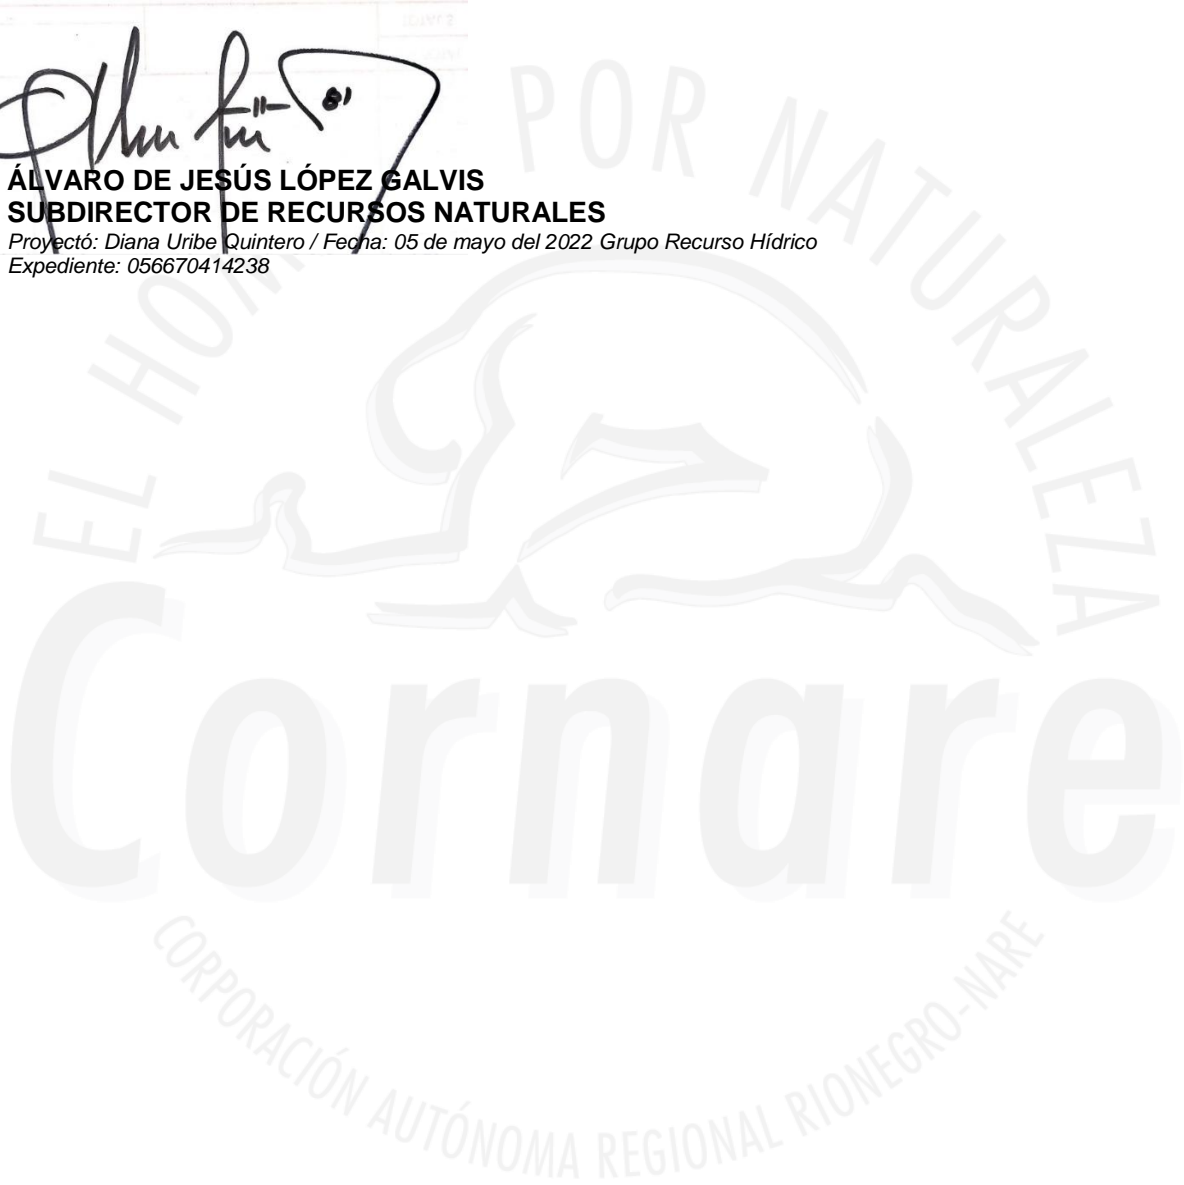 ÁLVARO DE JESÚS LÓPEZ GALVIS
SUBDIRECTOR DE RECURSOS NATURALES
Proyectó: Diana Uribe Quintero / Fecha: 05 de mayo del 2022 Grupo Recurso Hídrico
Expediente: 056670414238
EL HOM POR NATURALEZA
Cornare
CORPORACIÓN AUTÓNOMA REGIONAL RIONEGRO-NARE